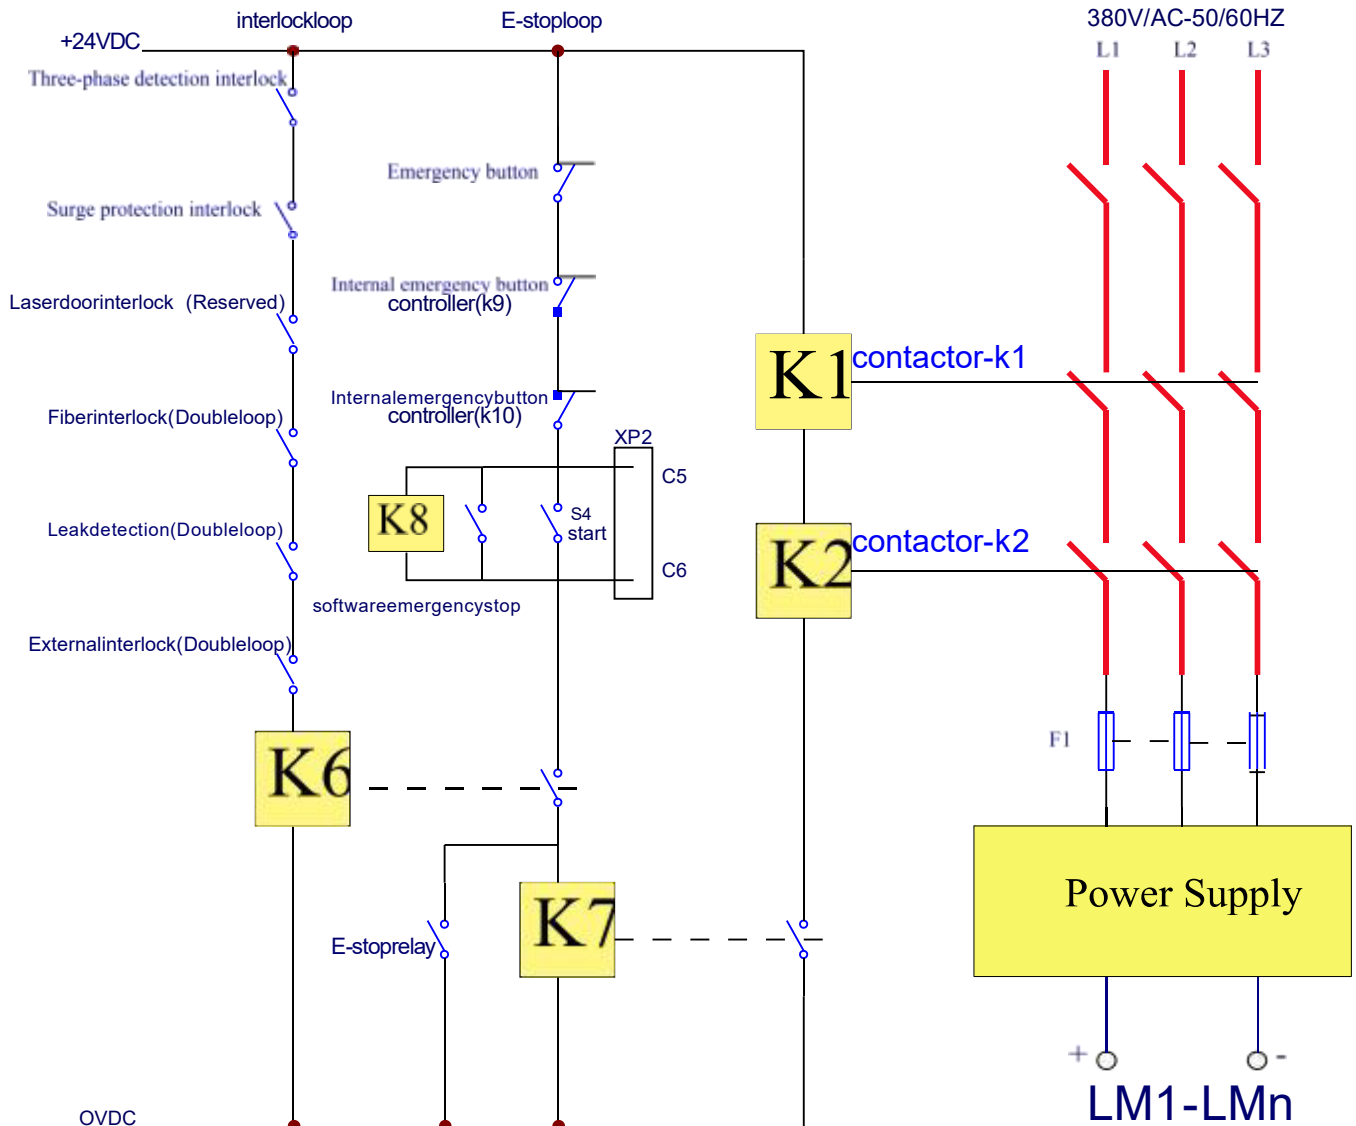 interlockloop
E-stoploop
380V/AC-50/60HZ
+24VDC
L1 L2 L3
Three-phase detection interlock
Emergency button
Surge protection interlock
Internal emergency button
controller(k9)
Laserdoorinterlock (Reserved)
K1
contactor-k1
Internalemergencybutton
controller(k10)
Fiberinterlock(Doubleloop)
XP2
C5
K8
S4
start
Leakdetection(Doubleloop)
K2
contactor-k2
C6
softwareemergencystop
Externalinterlock(Doubleloop)
K6
F1
Power Supply
K7
E-stoprelay
+ -
LM1-LMn
OVDC